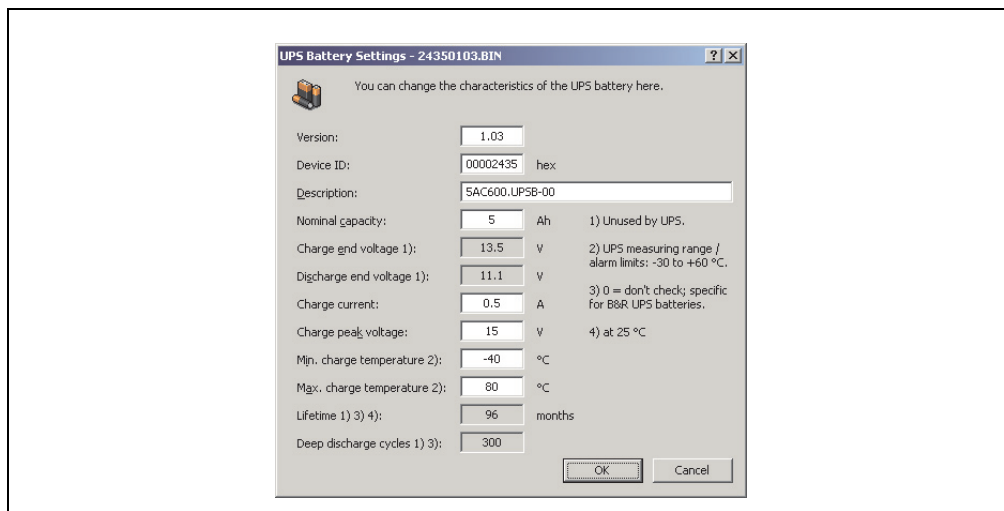 UPS Battery Settings - 24350103.BIN
You can change the characteristics of the UPS battery here.
Version: 1.03
Device ID: 00002435 hex
Description: 5AC600.UPSB-00
Nominal capacity: 5 Ah 1) Unused by UPS.
Charge end voltage 1): 13.5 V 2) UPS measuring range /
alarm limits: -30 to +60 °C.
Discharge end voltage 1): 11.1 V
3) 0 = don't check; specific
Charge current: 0.5 A for B&R UPS batteries.
Charge peak voltage: 15 V 4) at 25 °C
Min. charge temperature 2): -40 °C
Max. charge temperature 2): 80 °C
Lifetime 1) 3) 4): 96 months
Deep discharge cycles 1) 3): 300
OK Cancel